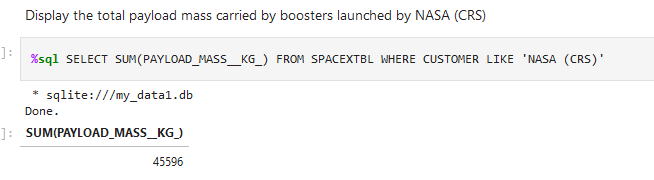 Display the total payload mass carried by boosters launched by NASA (CRS)
]:
%sql SELECT SUM(PAYLOAD_MASS__KG_) FROM SPACEXTBL WHERE CUSTOMER LIKE 'NASA (CRS)'
* sqlite:///my_data1.db
Done.
]: SUM(PAYLOAD_MASS__KG_)
45596